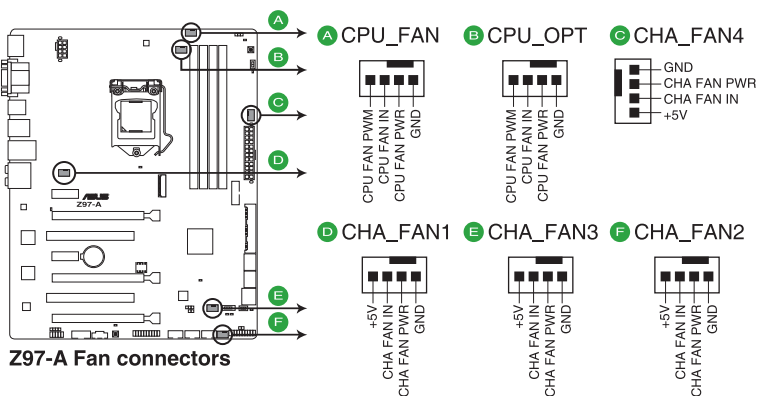 A
B
C
D
E
F
/ISUS
Z97-A
Z97-A Fan connectors
A CPU_FAN
CPU FAN PWM
CPU FAN IN
CPU FAN PWR
GND
B CPU_OPT
CPU FAN PWM
CPU FAN IN
CPU FAN PWR
GND
C CHA_FAN4
GND
CHA FAN PWR
CHA FAN IN
+5V
D CHA_FAN1
+5V
CHA FAN IN
CHA FAN PWR
GND
E CHA_FAN3
+5V
CHA FAN IN
CHA FAN PWR
GND
F CHA_FAN2
+5V
CHA FAN IN
CHA FAN PWR
GND